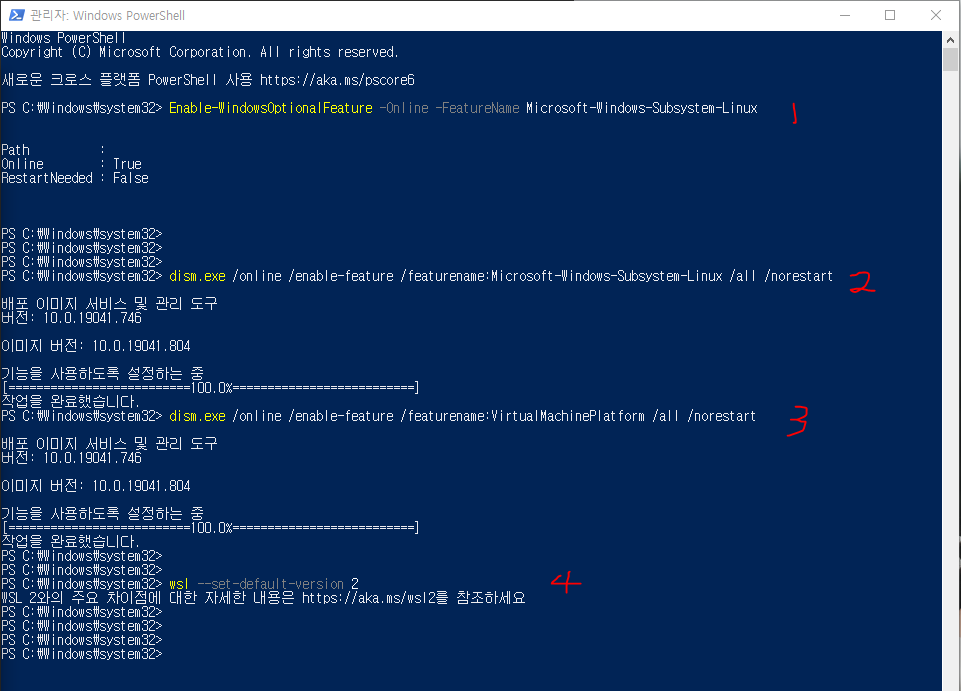 관리자: Windows PowerShell
Windows PowerShell
Copyright (C) Microsoft Corporation. All rights reserved.
새로운 크로스 플랫폼 PowerShell 사용 https://aka.ms/pscore6
PS C:₩Windows₩system32> Enable-WindowsOptionalFeature -Online -FeatureName Microsoft-Windows-Subsystem-Linux 1
Path :
Online : True
RestartNeeded : False
PS C:₩Windows₩system32>
PS C:₩Windows₩system32>
PS C:₩Windows₩system32>
PS C:₩Windows₩system32> dism.exe /online /enable-feature /featurename:Microsoft-Windows-Subsystem-Linux /all /norestart 2
배포 이미지 서비스 및 관리 도구
버전: 10.0.19041.746
이미지 버전: 10.0.19041.804
기능을 사용하도록 설정하는 중
[==========================100.0%==========================]
작업을 완료했습니다.
PS C:₩Windows₩system32> dism.exe /online /enable-feature /featurename:VirtualMachinePlatform /all /norestart 3
배포 이미지 서비스 및 관리 도구
버전: 10.0.19041.746
이미지 버전: 10.0.19041.804
기능을 사용하도록 설정하는 중
[==========================100.0%==========================]
작업을 완료했습니다.
PS C:₩Windows₩system32>
PS C:₩Windows₩system32>
PS C:₩Windows₩system32> wsl --set-default-version 2 4
WSL 2와의 주요 차이점에 대한 자세한 내용은 https://aka.ms/wsl2를 참조하세요
PS C:₩Windows₩system32>
PS C:₩Windows₩system32>
PS C:₩Windows₩system32>
PS C:₩Windows₩system32>